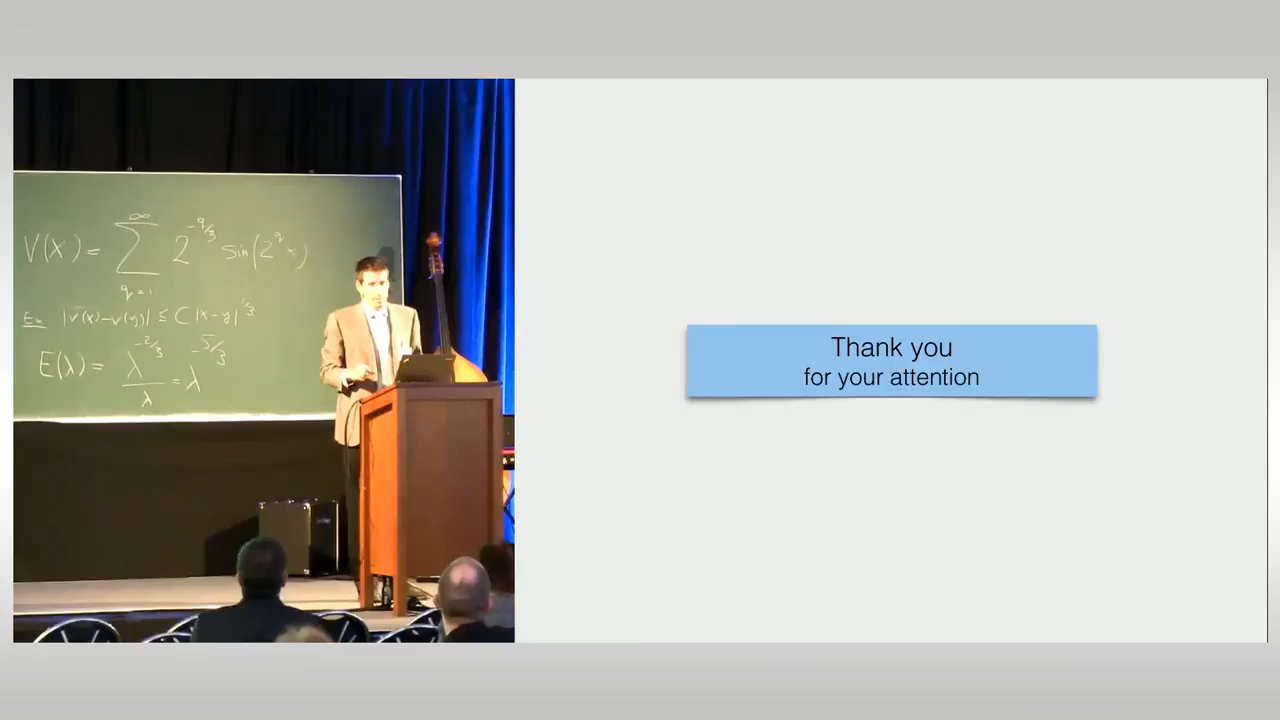 V(x) = ∑_{q=1}^{∞} 2^{-q/3} sin(2^q x)
Ex |v(x)-v(y)| ≤ C|x-y|^{1/3}
E(λ) = λ^{-2/3} / λ = λ^{-5/3}
Thank you
for your attention